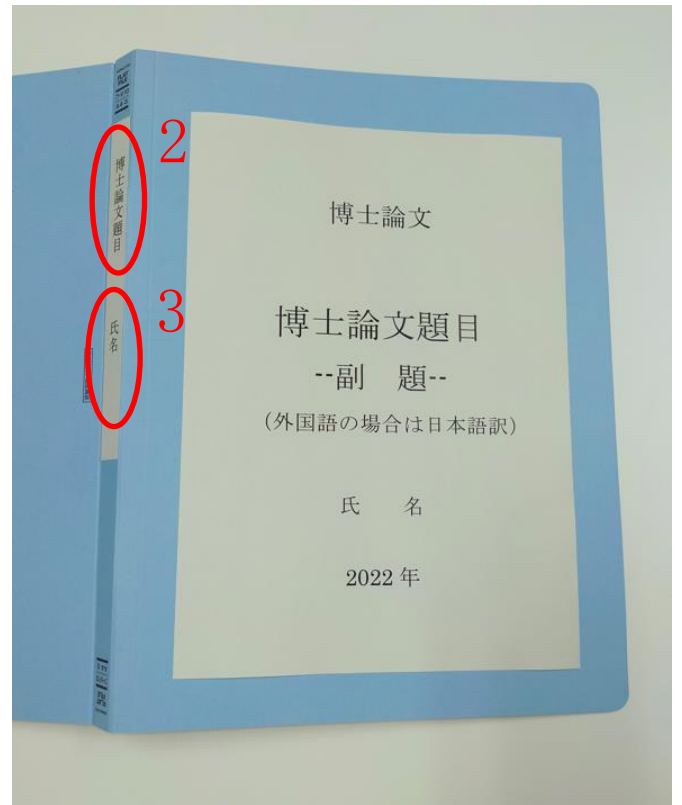 博士論文題目
氏名
2
3
博士論文
博士論文題目
--副　題--
(外国語の場合は日本語訳)
氏　名
2022 年